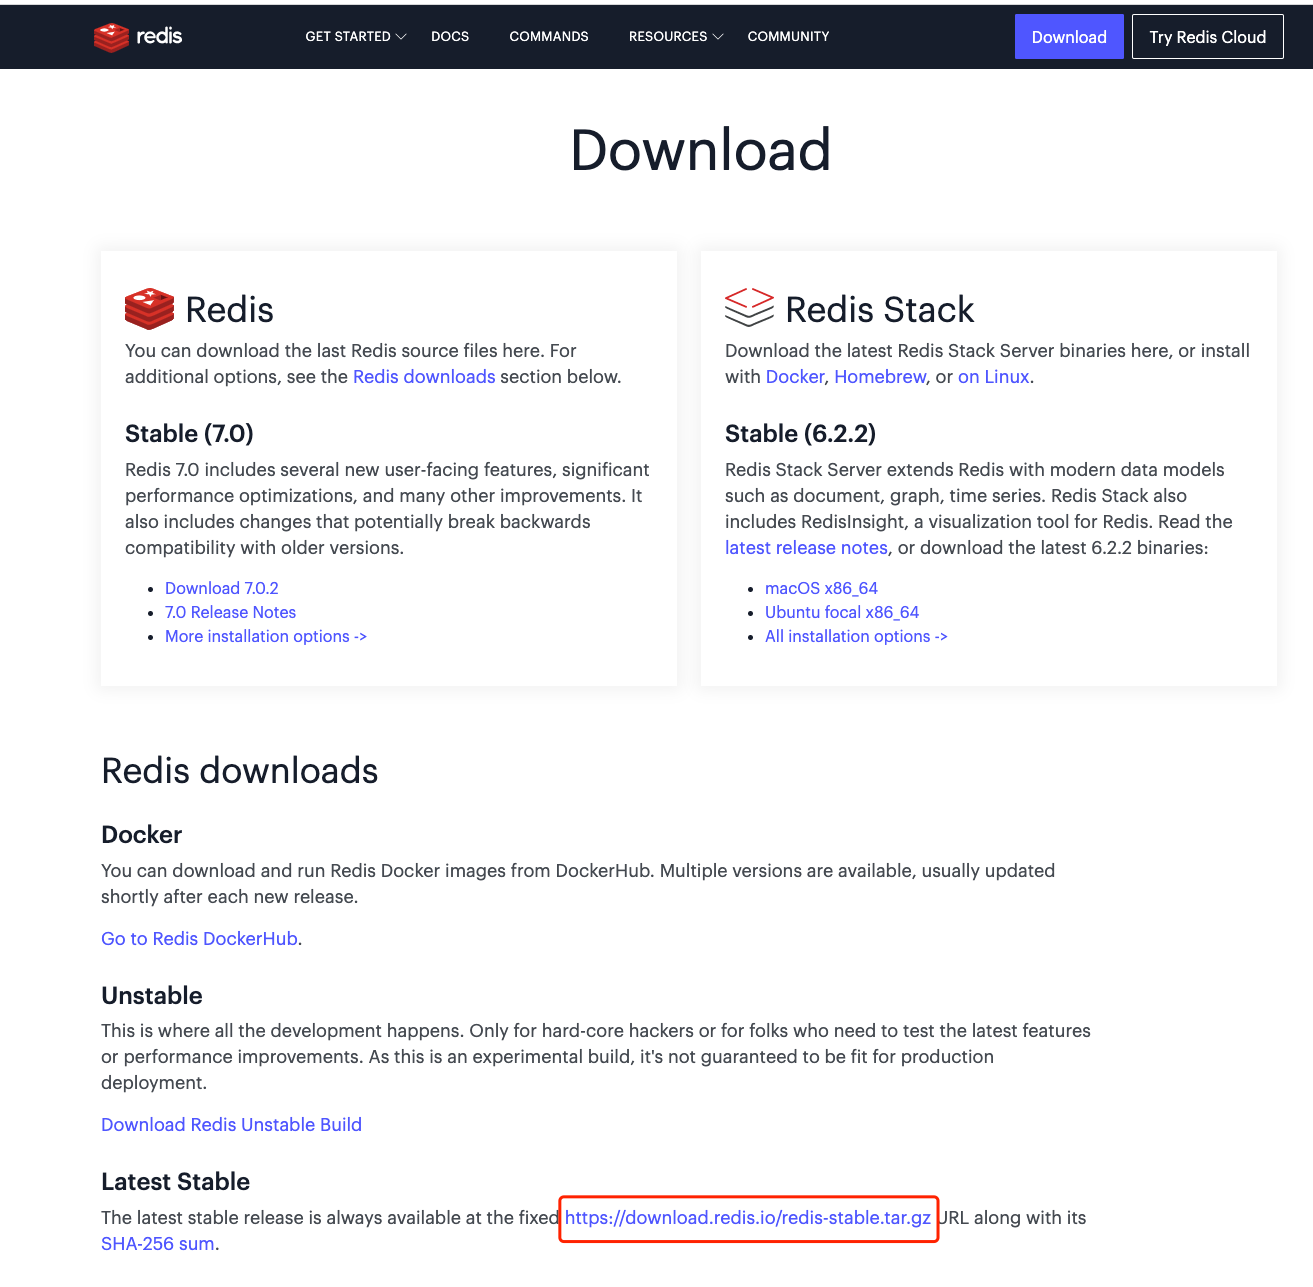 redis
GET STARTED
DOCS
COMMANDS
RESOURCES
COMMUNITY
Download
Try Redis Cloud
Download
Redis
You can download the last Redis source files here. For
additional options, see the Redis downloads section below.
Stable (7.0)
Redis 7.0 includes several new user-facing features, significant
performance optimizations, and many other improvements. It
also includes changes that potentially break backwards
compatibility with older versions.
• Download 7.0.2
• 7.0 Release Notes
• More installation options ->
Redis Stack
Download the latest Redis Stack Server binaries here, or install
with Docker, Homebrew, or on Linux.
Stable (6.2.2)
Redis Stack Server extends Redis with modern data models
such as document, graph, time series. Redis Stack also
includes RedisInsight, a visualization tool for Redis. Read the
latest release notes, or download the latest 6.2.2 binaries:
• macOS x86_64
• Ubuntu focal x86_64
• All installation options ->
Redis downloads
Docker
You can download and run Redis Docker images from DockerHub. Multiple versions are available, usually updated
shortly after each new release.
Go to Redis DockerHub.
Unstable
This is where all the development happens. Only for hard-core hackers or for folks who need to test the latest features
or performance improvements. As this is an experimental build, it's not guaranteed to be fit for production
deployment.
Download Redis Unstable Build
Latest Stable
The latest stable release is always available at the fixed https://download.redis.io/redis-stable.tar.gz URL along with its
SHA-256 sum.